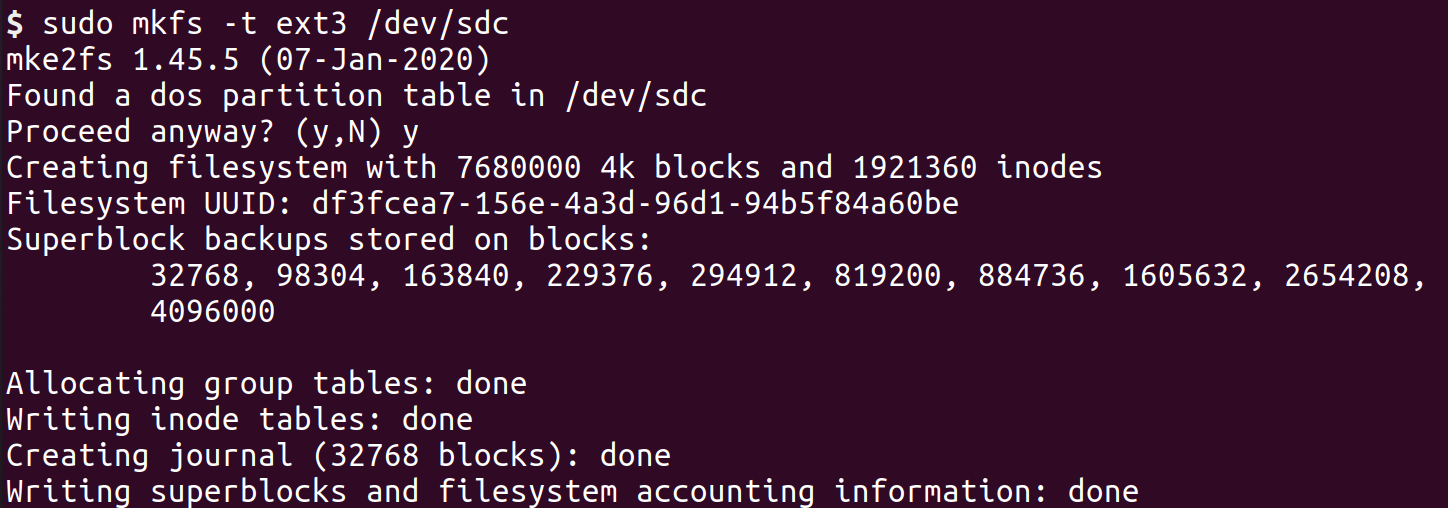 $ sudo mkfs -t ext3 /dev/sdc
mke2fs 1.45.5 (07-Jan-2020)
Found a dos partition table in /dev/sdc
Proceed anyway? (y,N) y
Creating filesystem with 7680000 4k blocks and 1921360 inodes
Filesystem UUID: df3fcea7-156e-4a3d-96d1-94b5f84a60be
Superblock backups stored on blocks:
32768, 98304, 163840, 229376, 294912, 819200, 884736, 1605632, 2654208,
4096000
Allocating group tables: done
Writing inode tables: done
Creating journal (32768 blocks): done
Writing superblocks and filesystem accounting information: done